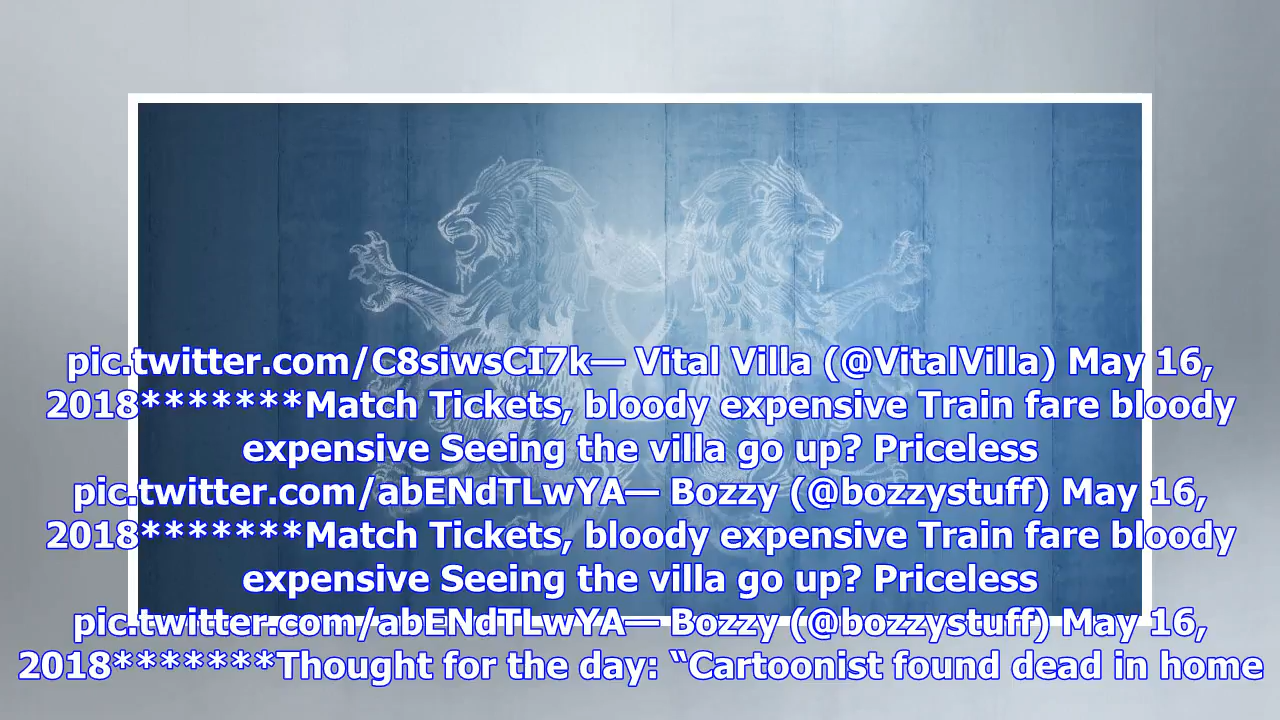 pic.twitter.com/C8siwsCI7k— Vital Villa (@VitalVilla) May 16,
2018*******Match Tickets, bloody expensive Train fare bloody
expensive Seeing the villa go up? Priceless
pic.twitter.com/abENdTLwYA— Bozzy (@bozzystuff) May 16,
2018*******Match Tickets, bloody expensive Train fare bloody
expensive Seeing the villa go up? Priceless
pic.twitter.com/abENdTLwYA— Bozzy (@bozzystuff) May 16,
2018*******Thought for the day: “Cartoonist found dead in home